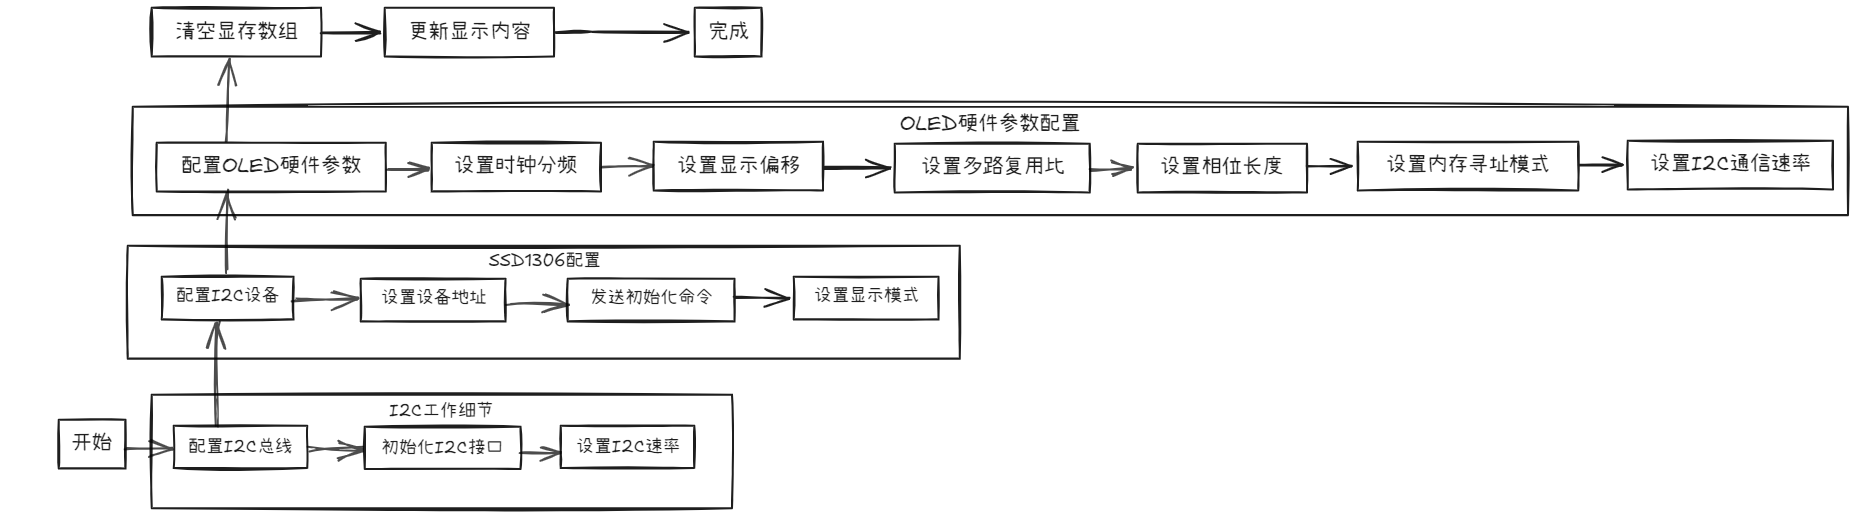 清空显存数组
更新显示内容
完成
OLED硬件参数配置
配置OLED硬件参数
设置时钟分频
设置显示偏移
设置多路复用比
设置相位长度
设置内存寻址模式
设置I2C通信速率
SSD1306配置
配置I2C设备
设置设备地址
发送初始化命令
设置显示模式
I2C工作细节
开始
配置I2C总线
初始化I2C接口
设置I2C速率